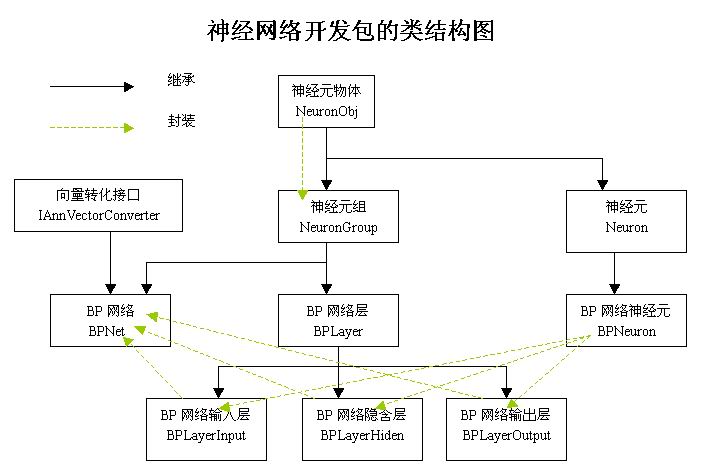 神经网络开发包的类结构图
继承
封装
神经元物体
NeuronObj
向量转化接口
IAnnVectorConverter
神经元组
NeuronGroup
神经元
Neuron
BP 网络
BPNet
BP 网络层
BPLayer
BP 网络神经元
BPNeuron
BP 网络输入层
BPLayerInput
BP 网络隐含层
BPLayerHiden
BP 网络输出层
BPLayerOutput